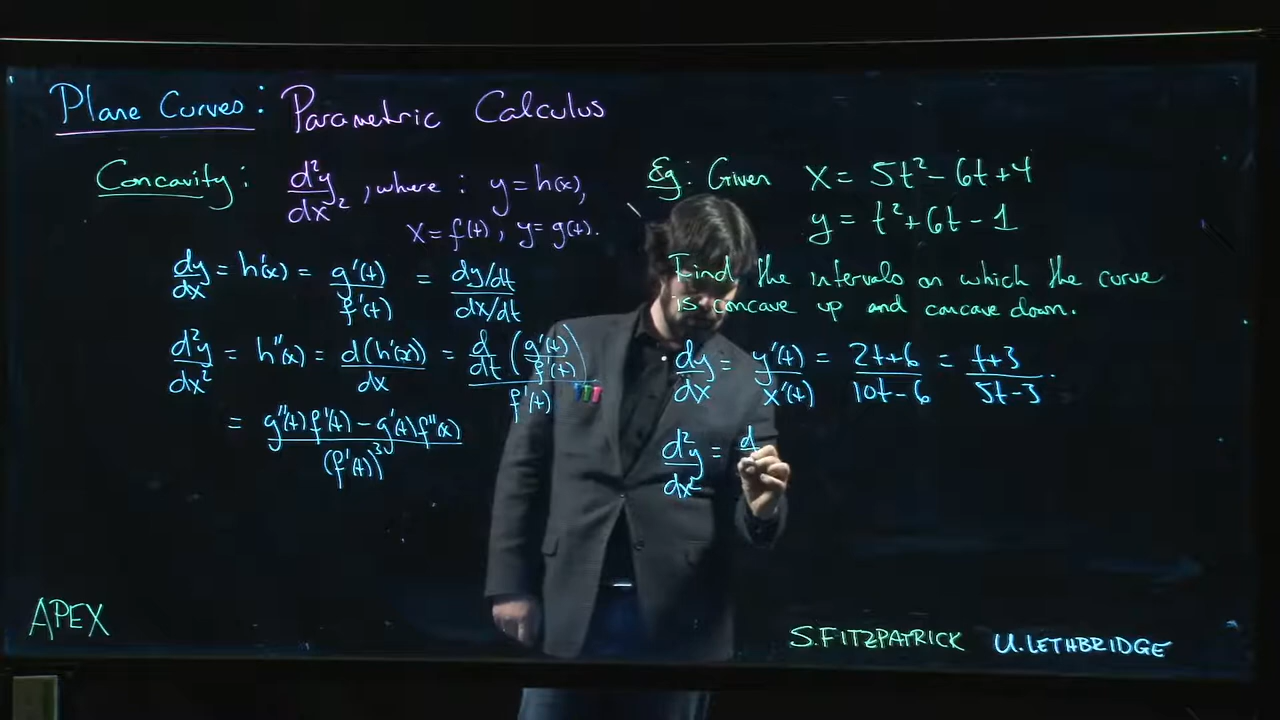 Plane Curves: Parametric Calculus
Concavity: d²y/dx², where: y=h(x),
x=f(t), y=g(t).
dy/dx = h'(x) = g'(t)/f'(t) = dy/dt / dx/dt
d²y/dx² = h''(x) = d(h'(x))/dx = d/dt (g'(t)/f'(t)) / f'(t)
= g''(t)f'(t) - g'(t)f''(x) / (f'(t))³
Eg: Given x = 5t² - 6t + 4
y = t² + 6t - 1
Find the intervals on which the curve
is concave up and concave down.
dy/dx = y'(t)/x'(t) = 2t+6/10t-6 = t+3/5t-3.
d²y/dx² = d
APEX
S.FITZPATRICK U.LETHBRIDGE